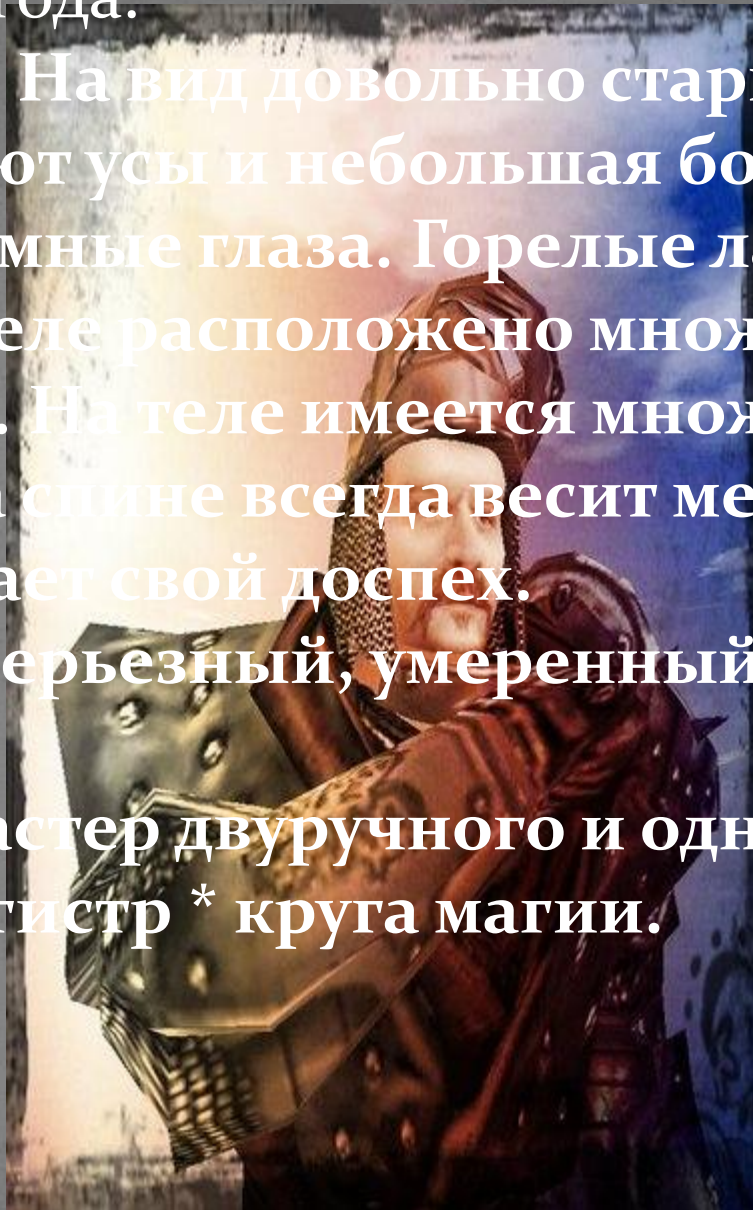 ода.
На вид довольно стар
от усы и небольшая бо
мные глаза. Горелые л
еле расположено множ
. На теле имеется множ
спине всегда весит ме
ает свой доспех.
ерьезный, умеренный
астер двуручного и одн
гистр * круга магии.